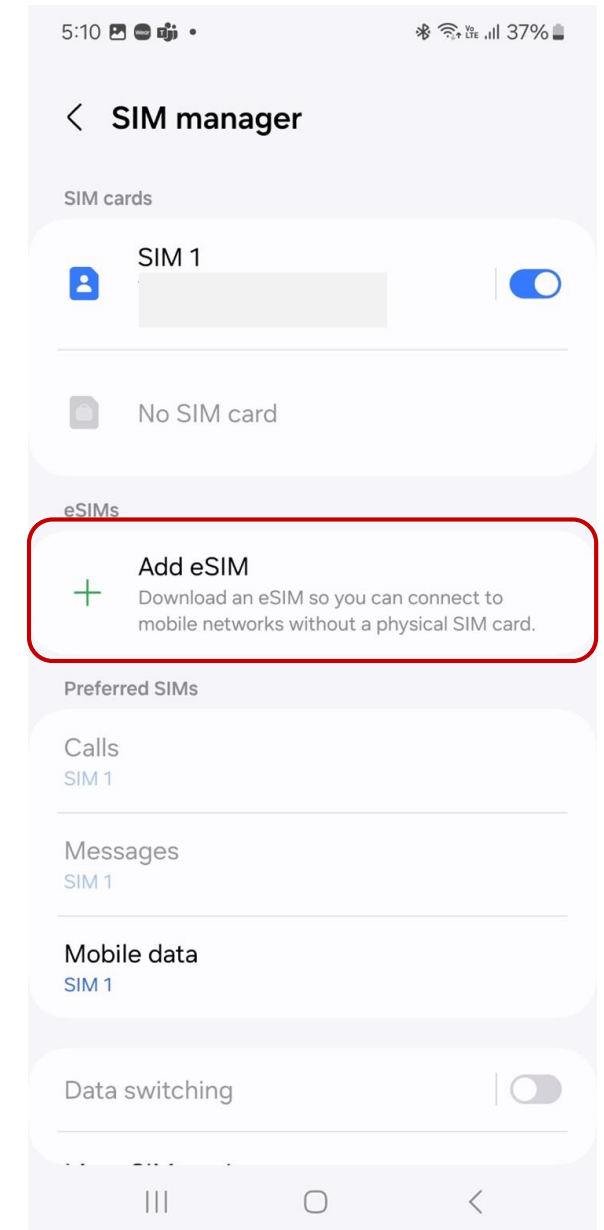 5:10 37%
SIM manager
SIM cards
SIM 1
No SIM card
eSIMs
Add eSIM
Download an eSIM so you can connect to
mobile networks without a physical SIM card.
Preferred SIMs
Calls
SIM 1
Messages
SIM 1
Mobile data
SIM 1
Data switching